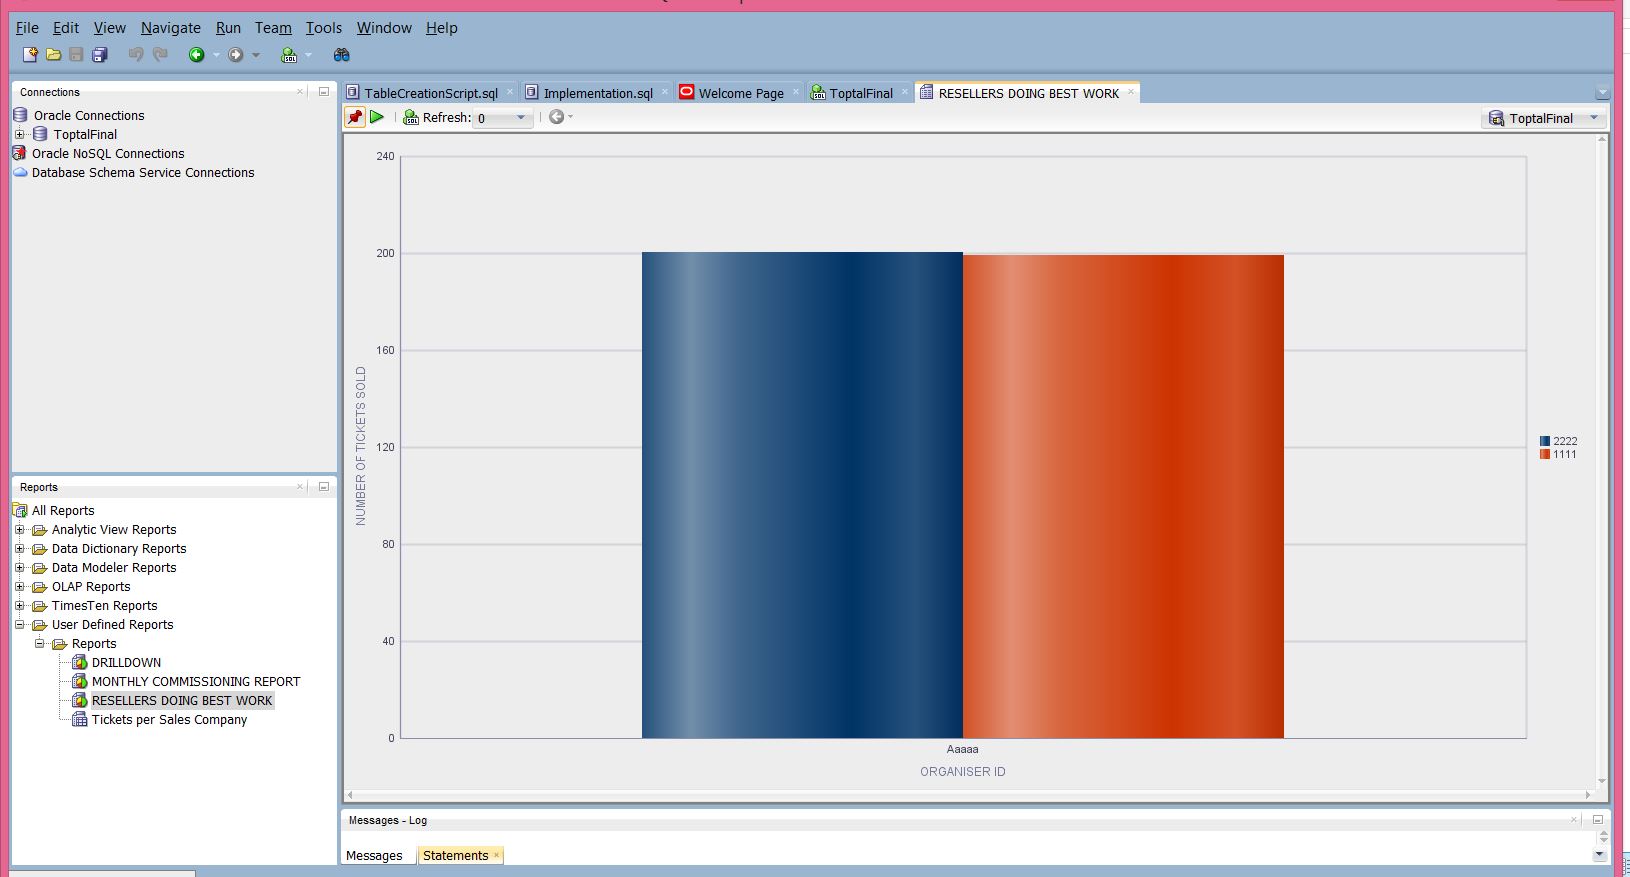 File Edit View Navigate Run Team Tools Window Help
Connections
Oracle Connections
ToptalFinal
Oracle NoSQL Connections
Database Schema Service Connections
Reports
All Reports
Analytic View Reports
Data Dictionary Reports
Data Modeler Reports
OLAP Reports
TimesTen Reports
User Defined Reports
Reports
DRILLDOWN
MONTHLY COMMISSIONING REPORT
RESELLERS DOING BEST WORK
Tickets per Sales Company
TableCreationScript.sql Implementation.sql Welcome Page ToptalFinal RESELLERS DOING BEST WORK
Refresh: 0 ToptalFinal
240
200
160
120
80
40
0
NUMBER OF TICKETS SOLD
Aaaaa
ORGANISER ID
2222
1111
Messages - Log
Messages Statements